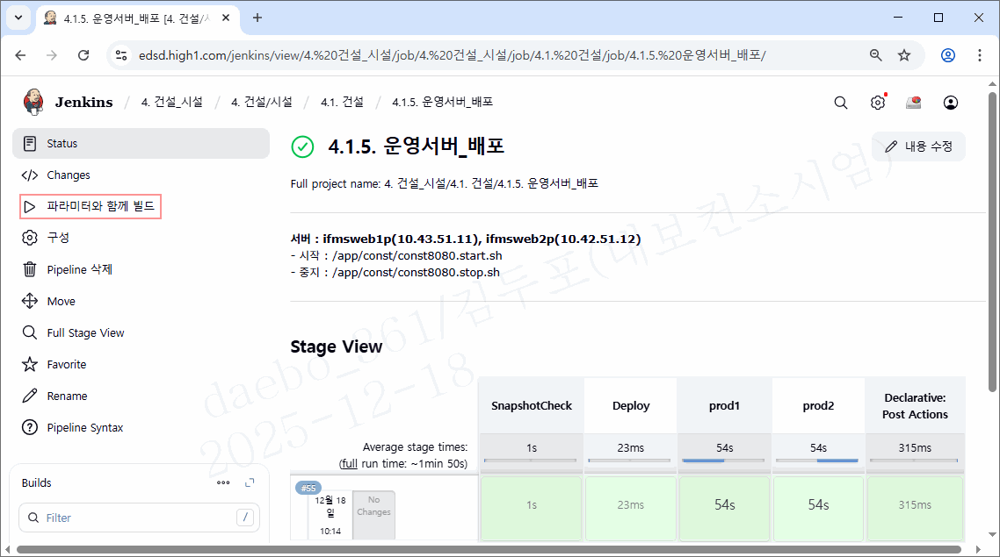 4.1.5. 운영서버_배포 [4. 건설/시
edsd.high1.com/jenkins/view/4.%20건설_시설/job/4.%20건설_시설/job/4.1.%20건설/job/4.1.5.%20운영서버_배포/
Jenkins / 4. 건설_시설 / 4. 건설/시설 / 4.1. 건설 / 4.1.5. 운영서버_배포
Status
Changes
파라미터와 함께 빌드
구성
Pipeline 삭제
Move
Full Stage View
Favorite
Rename
Pipeline Syntax
Builds
Filter /
4.1.5. 운영서버_배포
내용 수정
Full project name: 4. 건설_시설/4.1. 건설/4.1.5. 운영서버_배포
서버 : ifmsweb1p(10.43.51.11), ifmsweb2p(10.42.51.12)
- 시작 : /app/const/const8080.start.sh
- 중지 : /app/const/const8080.stop.sh
Stage View
SnapshotCheck Deploy prod1 prod2 Declarative: Post Actions
Average stage times: 1s 23ms 54s 54s 315ms
(full run time: ~1min 50s)
#55
12월 18
일
10:14
No
Changes
1s 23ms 54s 54s 315ms
daebo_361/김두포(대보컨소시엄)
2025-12-18